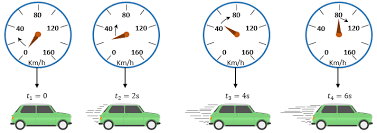 80
40 120
0 160
Km/h
80
40 120
0 160
Km/h
80
40 120
0 160
Km/h
80
40 120
0 160
Km/h
t₁ = 0
t₂ = 2s
t₃ = 4s
t₄ = 6s